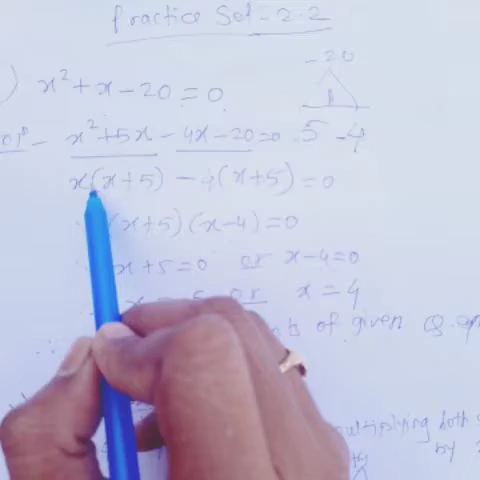 Practice Set - 2.2
-20
) x² + x - 20 = 0
5 -4
x² + 5x - 4x - 20 = 0
x(x+5) - 4(x+5) = 0
(x+5)(x-4) = 0
x+5=0 or x-4=0
or x = 4
of given Q.
multiplying both
by